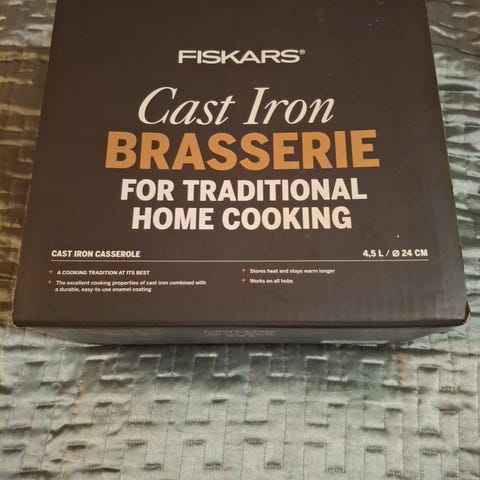 FISKARS®
Cast Iron
BRASSERIE
FOR TRADITIONAL
HOME COOKING
CAST IRON CASSEROLE 4,5 L / ⌀ 24 CM
+ A COOKING TRADITION AT ITS BEST
+ The excellent cooking properties of cast iron combined with
a durable, easy-to-use enamel coating
+ Stores heat and stays warm longer
+ Works on all hobs